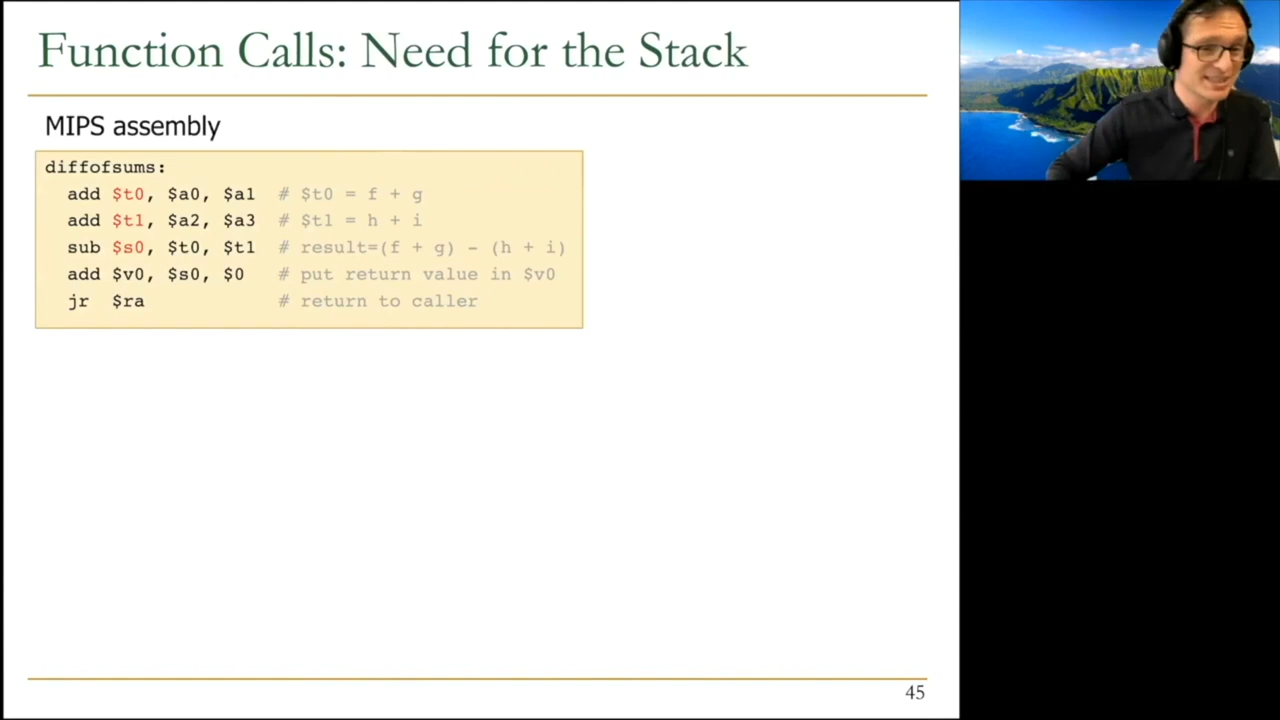 Function Calls: Need for the Stack
MIPS assembly
diffofsums:
add $t0, $a0, $a1 # $t0 = f + g
add $t1, $a2, $a3 # $t1 = h + i
sub $s0, $t0, $t1 # result=(f + g) - (h + i)
add $v0, $s0, $0 # put return value in $v0
jr $ra # return to caller
45